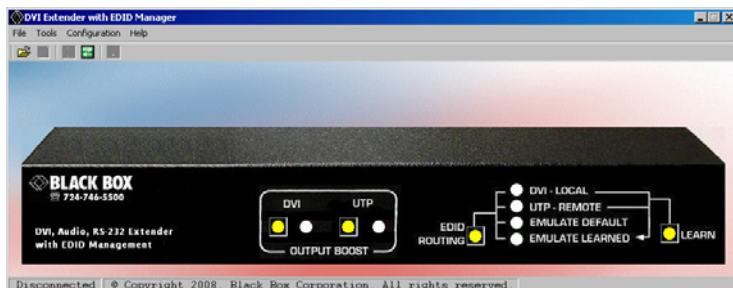 DVI Extender with EDID Manager
File Tools Configuration Help
BLACK BOX
724-746-5500
DVI, Audio, RS-232 Extender
with EDID Management
DVI UTP
OUTPUT BOOST
EDID
ROUTING
DVI - LOCAL
UTP - REMOTE
EMULATE DEFAULT
EMULATE LEARNED
LEARN
Disconnected © Copyright 2008. Black Box Corporation. All rights reserved.